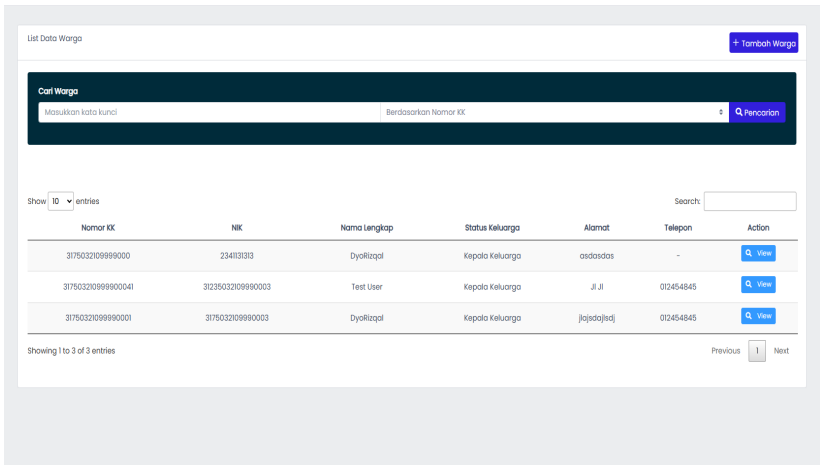 List Data Warga
+ Tambah Warga
Cari Warga
Masukkan kata kunci Berdasarkan Nomor KK Pencarian
Show 10 entries Search:
Nomor KK NIK Nama Lengkap Status Keluarga Alamat Telepon Action
3175032109999000 2341131313 DyoRizqal Kepala Keluarga asdasdas - View
317503210999900041 31235032109990003 Test User Kepala Keluarga Jl Jl 012454845 View
31750321099990001 3175032109990003 DyoRizqal Kepala Keluarga jlajsdajlsdj 012454845 View
Showing 1 to 3 of 3 entries Previous 1 Next